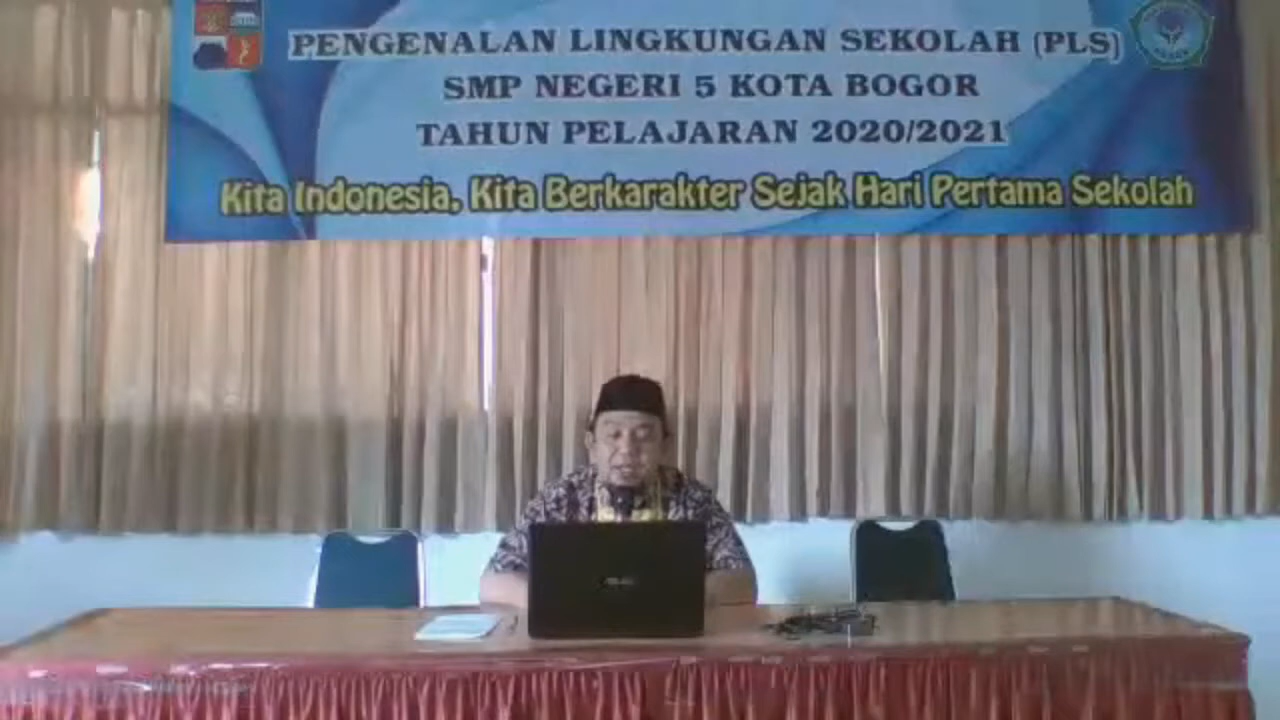 PENGENALAN LINGKUNGAN SEKOLAH (PLS)
SMP NEGERI 5 KOTA BOGOR
TAHUN PELAJARAN 2020/2021
Kita Indonesia, Kita Berkarakter Sejak Hari Pertama Sekolah